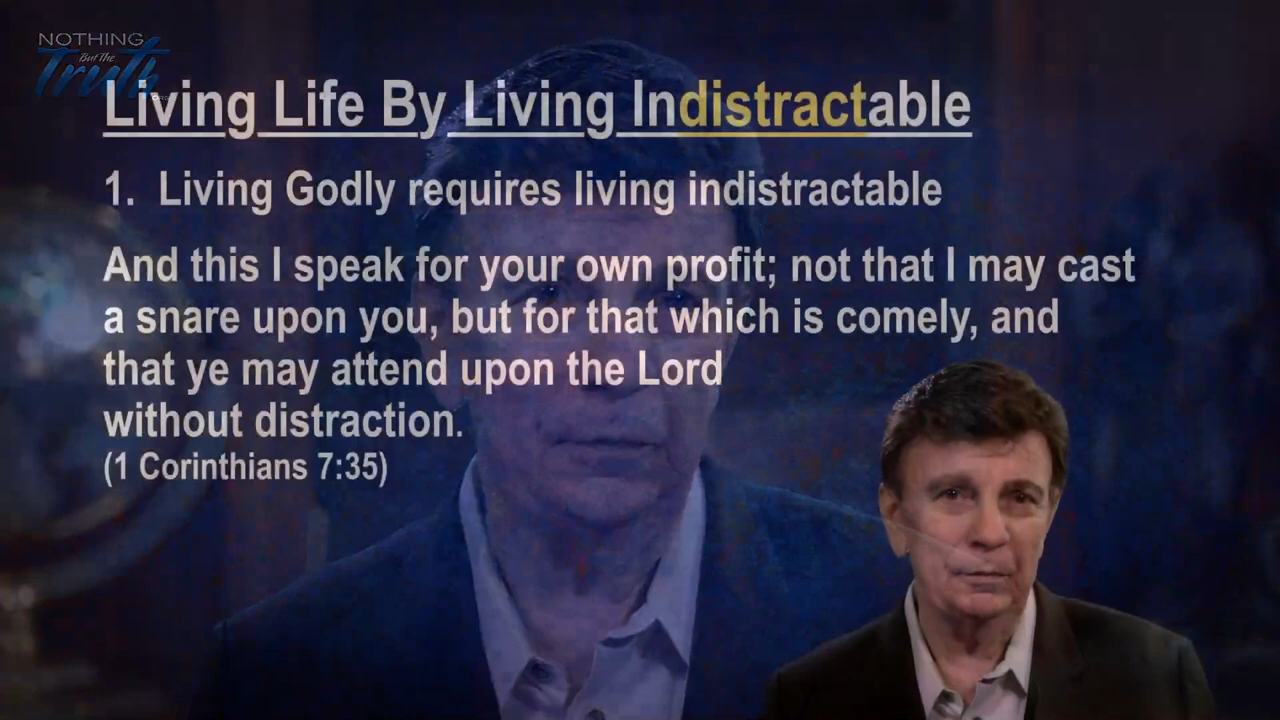 NOTHING
But The
Truth
Living Life By Living Indistractable
1. Living Godly requires living indistractable
And this I speak for your own profit; not that I may cast
a snare upon you, but for that which is comely, and
that ye may attend upon the Lord
without distraction.
(1 Corinthians 7:35)